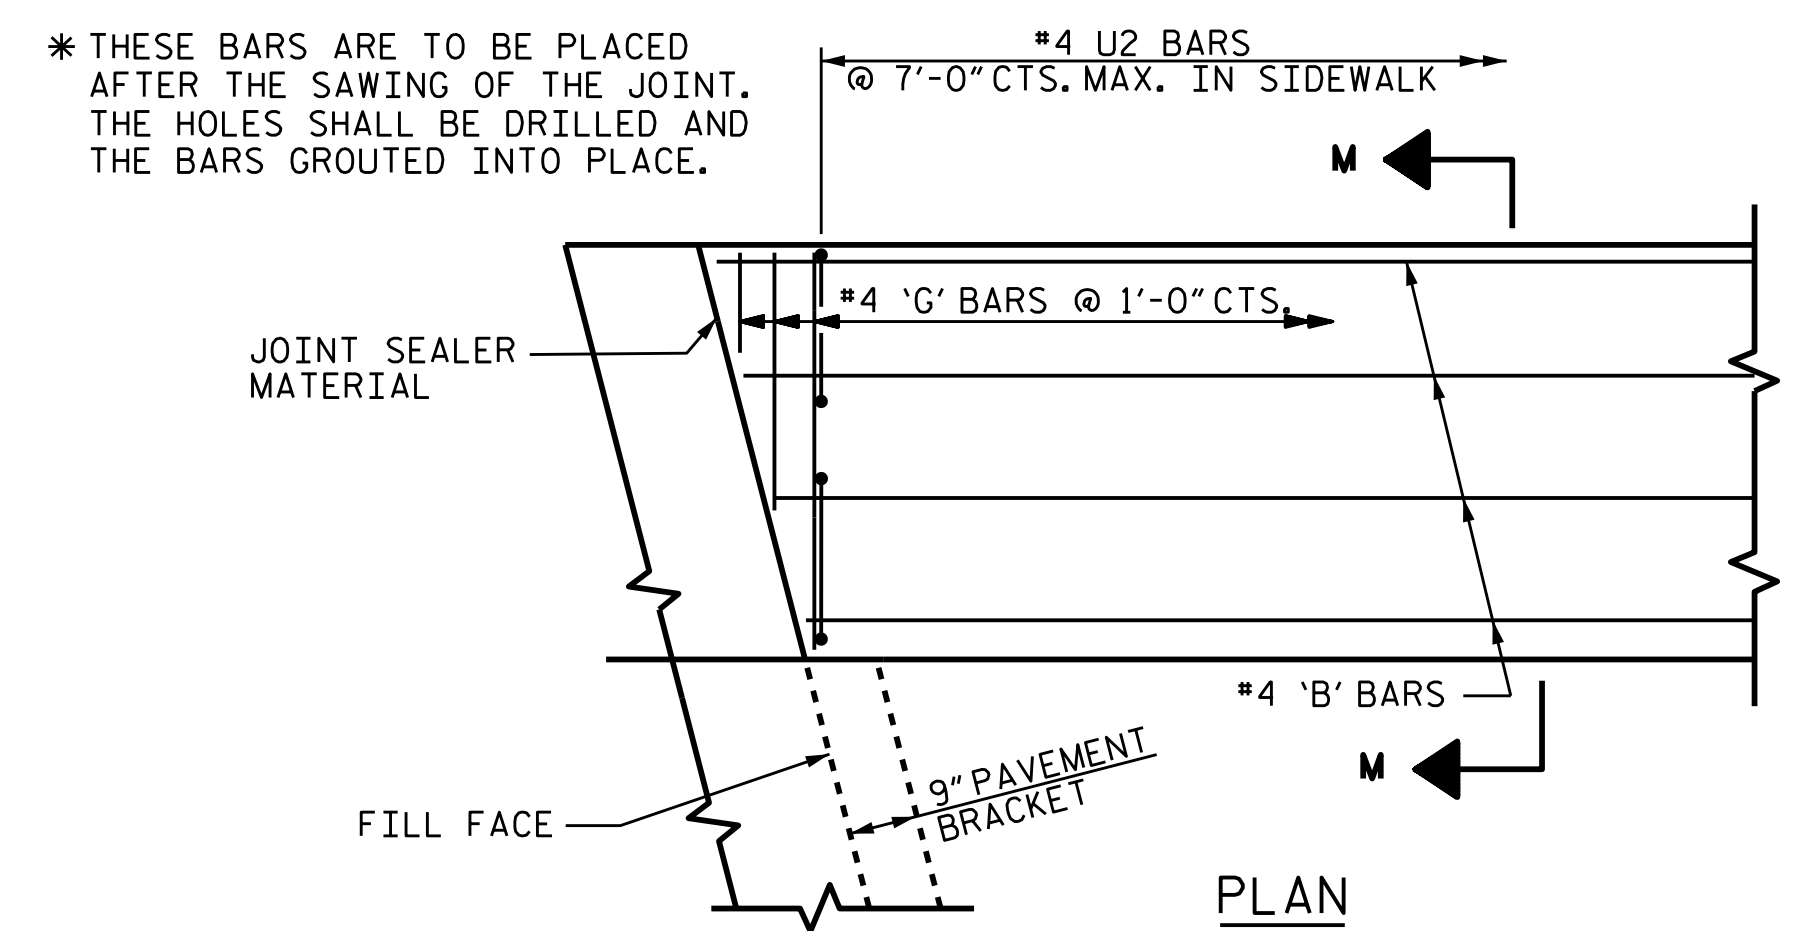 * THESE BARS ARE TO BE PLACED
AFTER THE SAWING OF THE JOINT.
THE HOLES SHALL BE DRILLED AND
THE BARS GROUTED INTO PLACE.
#4 U2 BARS
@ 7'-0" CTS. MAX. IN SIDEWALK
M
#4 'G' BARS @ 1'-0" CTS.
JOINT SEALER
MATERIAL
#4 'B' BARS
M
9" PAVEMENT
BRACKET
FILL FACE
PLAN